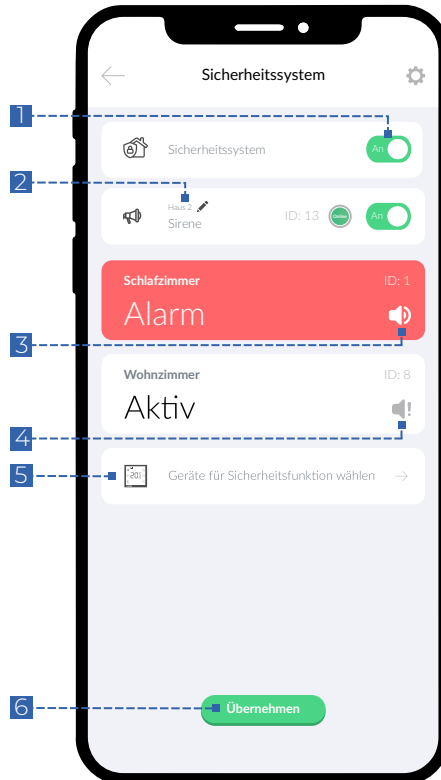 Sicherheitssystem
1
Sicherheitssystem
An
2
Haus 2
Sirene
ID: 13
Online
An
Schlafzimmer
ID: 1
Alarm
3
Wohnzimmer
ID: 8
Aktiv
4
5
Geräte für Sicherheitsfunktion wählen
6
Übernehmen